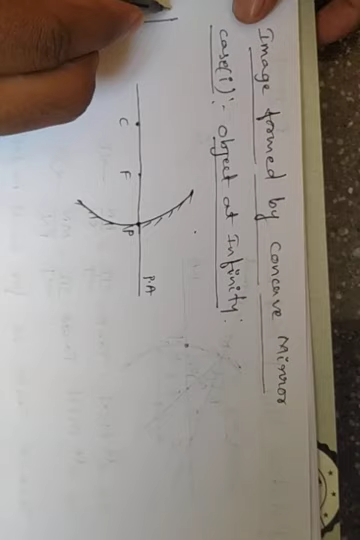 Image formed by concave Mirror
case(i):- object at Infinity:
C
F
P
P.A